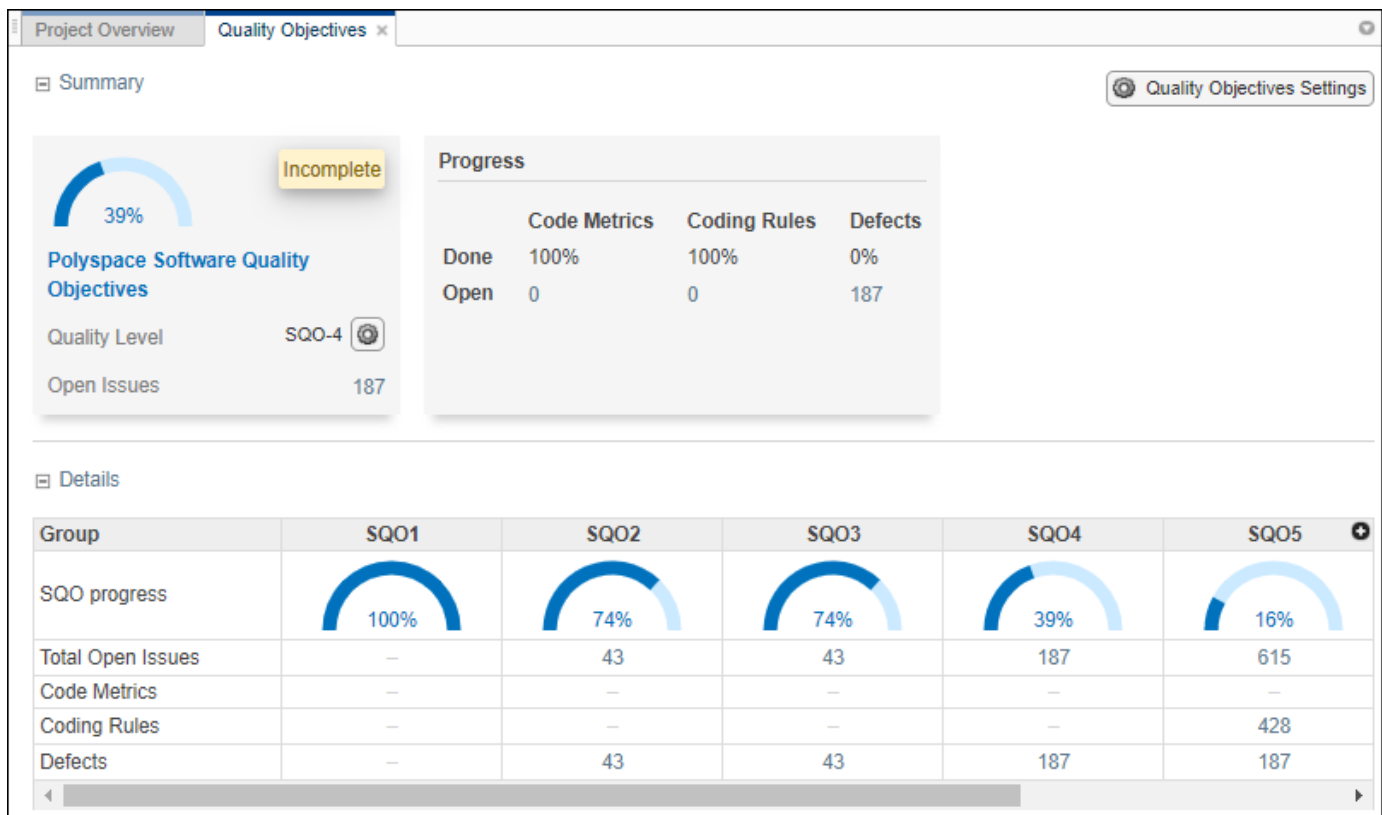 Project Overview Quality Objectives ×
Summary
Quality Objectives Settings
39%
Incomplete
Polyspace Software Quality
Objectives
Quality Level SQO-4
Open Issues 187
Progress
Code Metrics Coding Rules Defects
Done 100% 100% 0%
Open 0 0 187
Details
Group SQO1 SQO2 SQO3 SQO4 SQO5
SQO progress 100% 74% 74% 39% 16%
Total Open Issues – 43 43 187 615
Code Metrics – – – – –
Coding Rules – – – – 428
Defects – 43 43 187 187